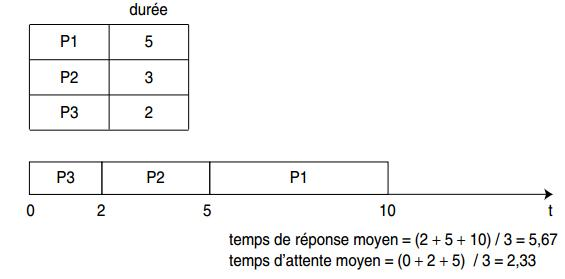 durée
P1 5
P2 3
P3 2
P3 P2 P1
0 2 5 10 t
temps de réponse moyen = (2 + 5 + 10) / 3 = 5,67
temps d'attente moyen = (0 + 2 + 5) / 3 = 2,33